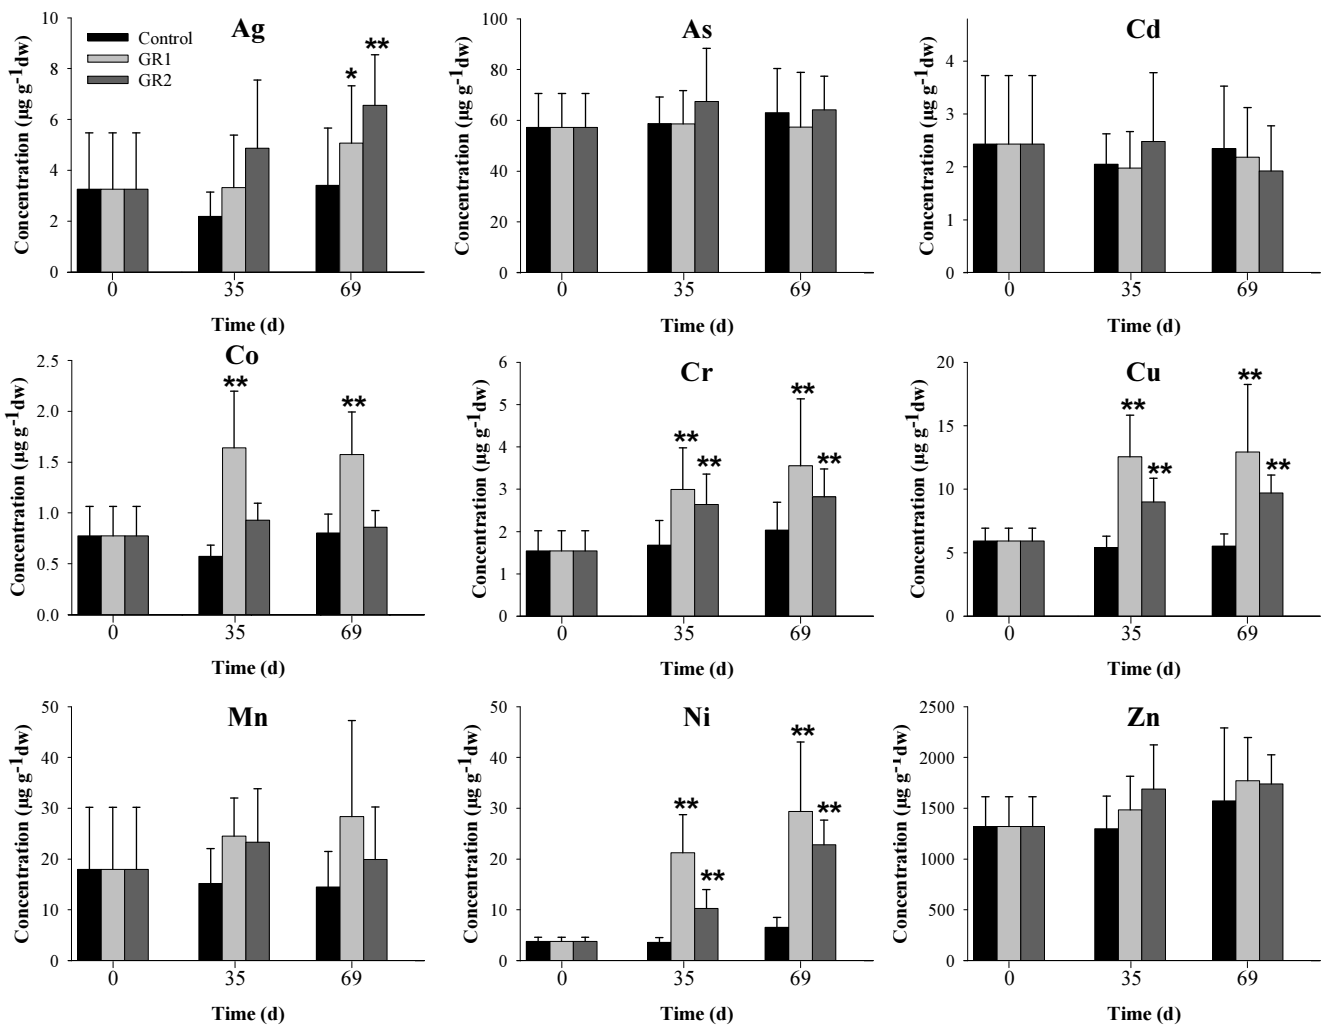 Ag
Concentration (µg g-1dw)
10
8
6
4
2
0
Control
GR1
GR2
*
**
0 35 69
Time (d)
As
Concentration (µg g-1dw)
100
80
60
40
20
0
0 35 69
Time (d)
Cd
Concentration (µg g-1dw)
4
3
2
1
0
0 35 69
Time (d)
Co
Concentration (µg g-1dw)
2.5
2.0
1.5
1.0
0.5
0.0
**
**
0 35 69
Time (d)
Cr
Concentration (µg g-1dw)
6
5
4
3
2
1
0
**
**
**
**
0 35 69
Time (d)
Cu
Concentration (µg g-1dw)
20
15
10
5
0
**
**
**
**
0 35 69
Time (d)
Mn
Concentration (µg g-1dw)
50
40
30
20
10
0
0 35 69
Time (d)
Ni
Concentration (µg g-1dw)
50
40
30
20
10
0
**
**
**
**
0 35 69
Time (d)
Zn
Concentration (µg g-1dw)
2500
2000
1500
1000
500
0
0 35 69
Time (d)